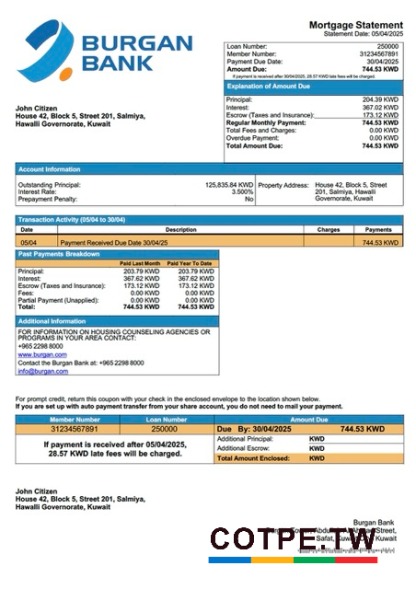 BURGAN
BANK
Mortgage Statement
Statement Date: 05/04/2025
Loan Number: 250000
Member Number: 31234567891
Payment Due Date: 30/04/2025
Amount Due: 744.53 KWD
If payment is received after 30/04/2025, 28.57 KWD late fees will be charged.
John Citizen
House 42, Block 5, Street 201, Salmiya,
Hawalli Governorate, Kuwait
Explanation of Amount Due
Principal: 204.39 KWD
Interest: 367.02 KWD
Escrow (Taxes and Insurance): 173.12 KWD
Regular Monthly Payment: 744.53 KWD
Total Fees and Charges: 0.00 KWD
Overdue Payment: 0.00 KWD
Total Amount Due: 744.53 KWD
Account Information
Outstanding Principal: 125,835.84 KWD
Interest Rate: 3.500%
Prepayment Penalty: No
Property Address: House 42, Block 5, Street
201, Salmiya, Hawalli
Governorate, Kuwait
Transaction Activity (05/04 to 30/04)
Date Description Charges Payments
05/04 Payment Received Due Date 30/04/25 744.53 KWD
Past Payments Breakdown
Paid Last Month Paid Year To Date
Principal: 203.79 KWD 203.79 KWD
Interest: 367.62 KWD 367.62 KWD
Escrow (Taxes and Insurance): 173.12 KWD 173.12 KWD
Fees: 0.00 KWD 0.00 KWD
Partial Payment (Unapplied): 0.00 KWD 0.00 KWD
Total: 744.53 KWD 744.53 KWD
Additional Information
FOR INFORMATION ON HOUSING COUNSELING AGENCIES OR
PROGRAMS IN YOUR AREA CONTACT:
+965 2298 8000
www.burgan.com
Contact the Burgan Bank at: +965 2298 8000
info@burgan.com
For prompt credit, return this coupon with your check in the enclosed envelope to the location shown below.
If you are set up with auto payment transfer from your share account, you do not need to mail your payment.
Member Number Loan Number Amount Due
31234567891 250000 Due By: 30/04/2025 744.53 KWD
If payment is received after 05/04/2025,
28.57 KWD late fees will be charged.
Additional Principal: KWD
Additional Escrow: KWD
Total Amount Enclosed: KWD
John Citizen
House 42, Block 5, Street 201, Salmiya,
Hawalli Governorate, Kuwait
Burgan Bank
Street,
Safat, Kuwait
COTPE.TW